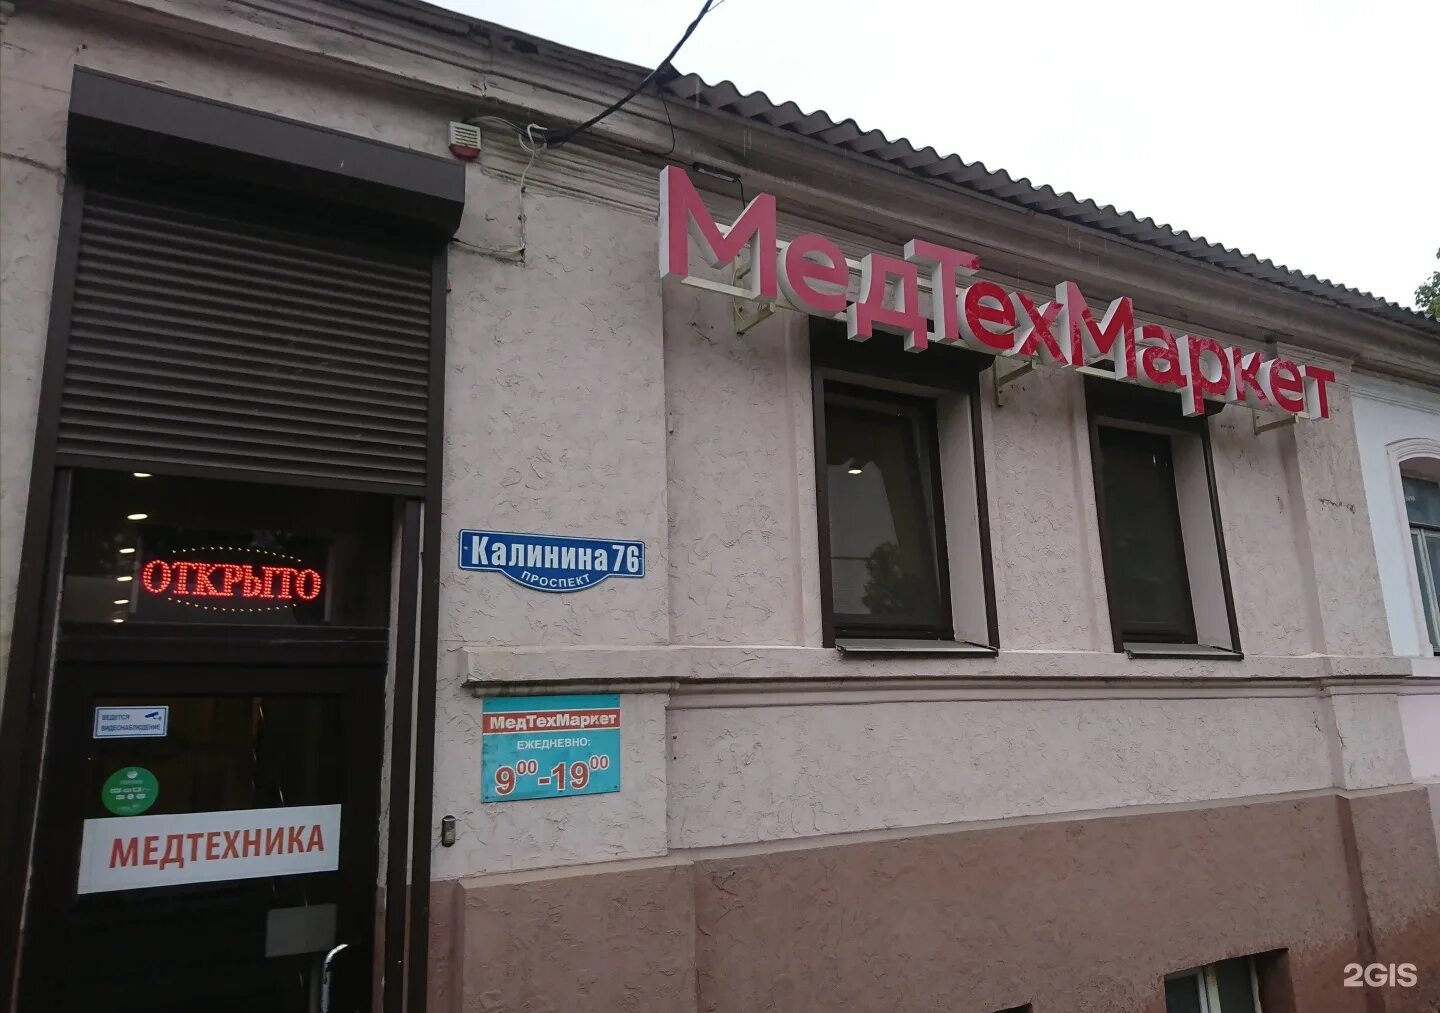 МедТехМаркет
ОТКРЫТО
Калинина 76
ПРОСПЕКТ
ВЕДЕТСЯ
ВИДЕОНАБЛЮДЕНИЕ
МЕДТЕХНИКА
МедТехМаркет
ЕЖЕДНЕВНО:
9⁰⁰-19⁰⁰
2GIS